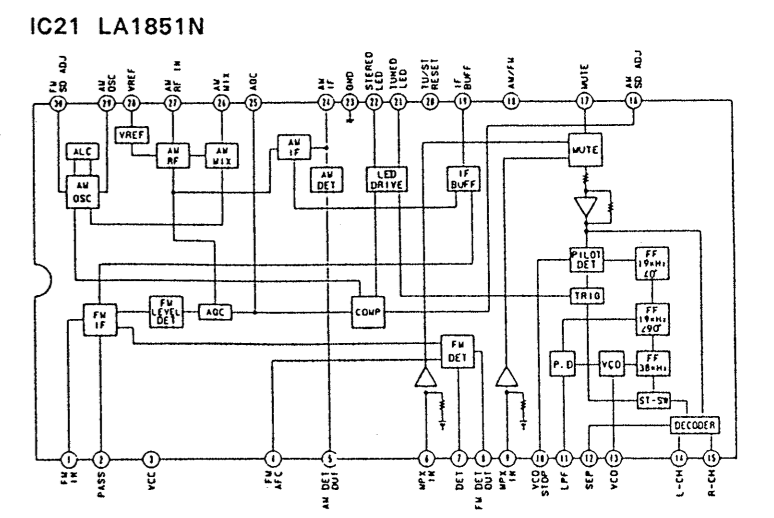 IC21 LA1851N
FM SD ADJ
AM OSC
VREF
AM RF IN
AM MIX
AGC
AM IF
GND
STEREO LED
TUNED LED
TU/ST RESET
IF BUFF
AM/FM
MUTE
AM SD ADJ
30
29
28
27
26
25
24
23
22
21
20
19
18
17
16
ALC
AM OSC
VREF
AM RF
AM MIX
AM IF
AM DET
LED DRIVE
IF BUFF
MUTE
PILOT DET
FF 19KHz ∠0°
TRIG
FM IF
FM LEVEL DET
AGC
COMP
FF 19KHz ∠90°
FM DET
P.D
VCO
FF 38KHz
ST-SW
DECODER
1
2
3
4
5
6
7
8
9
10
11
12
13
14
15
FM IN
PASS
VCC
FM AFC
AM DET OUT
MPX IN
DET
FM DET OUT
MPX IN
VCO STOP
LPF
SEP
VCO
L-CH
R-CH